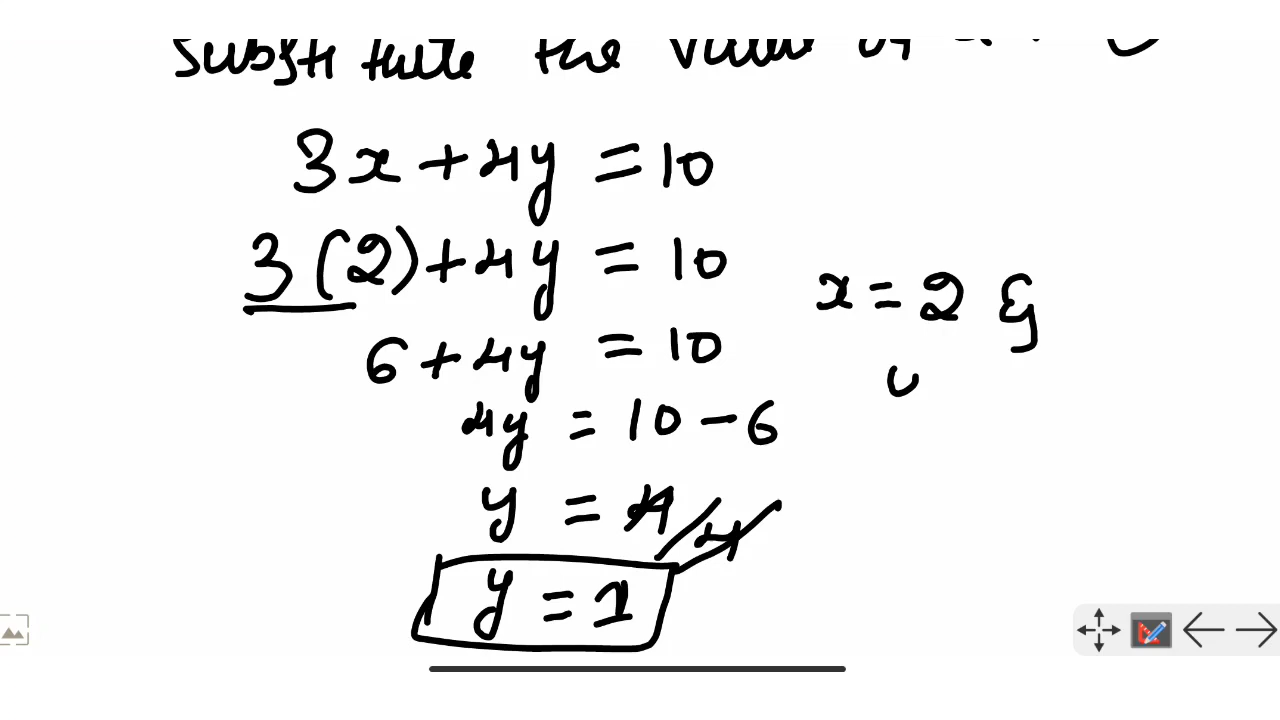 Substitute the value of
3x + 4y = 10
3(2) + 4y = 10
6 + 4y = 10
4y = 10 - 6
y = 4/4
y = 1
x = 2 &